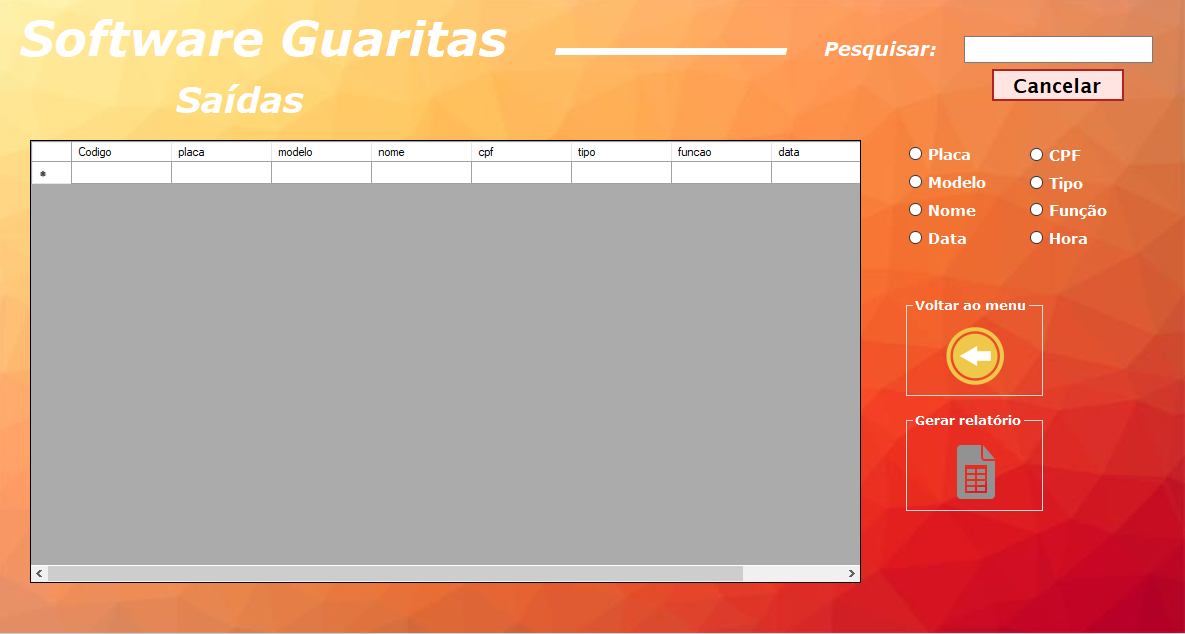 Software Guaritas
Pesquisar:
Cancelar
Saídas
Codigo placa modelo nome cpf tipo funcao data
Placa CPF
Modelo Tipo
Nome Função
Data Hora
Voltar ao menu
Gerar relatório